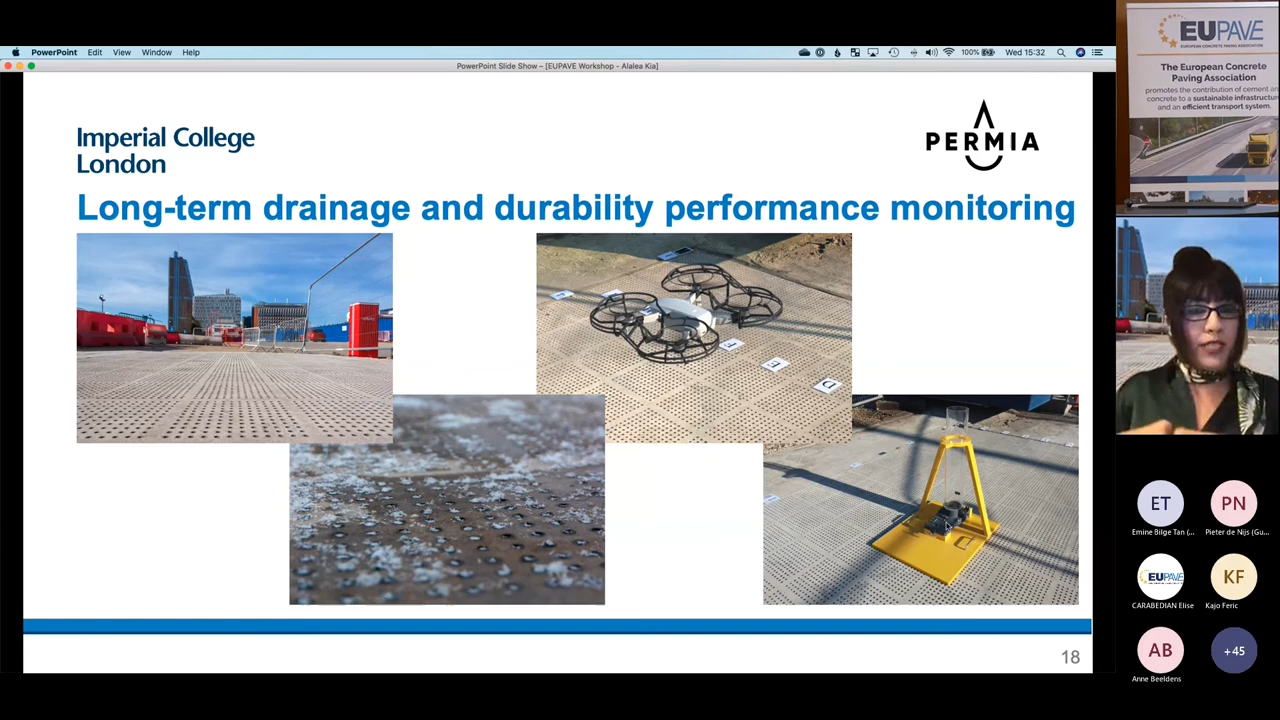 PowerPoint Edit View Window Help
100% Wed 15:32
PowerPoint Slide Show – [EUPAVE Workshop - Alalea Kia]
Imperial College
London
PERMIA
Long-term drainage and durability performance monitoring
18
EUPAVE
EUROPEAN CONCRETE PAVING ASSOCIATION
The European Concrete
Paving Association
promotes the contribution of cement and
concrete to a sustainable infrastructure
and an efficient transport system.
ET
Emine Bilge Tan (...
PN
Pieter de Nijs (Gu...
EUPAVE
CARABEDIAN Elise
KF
Kajo Feric
AB
Anne Beeldens
+45